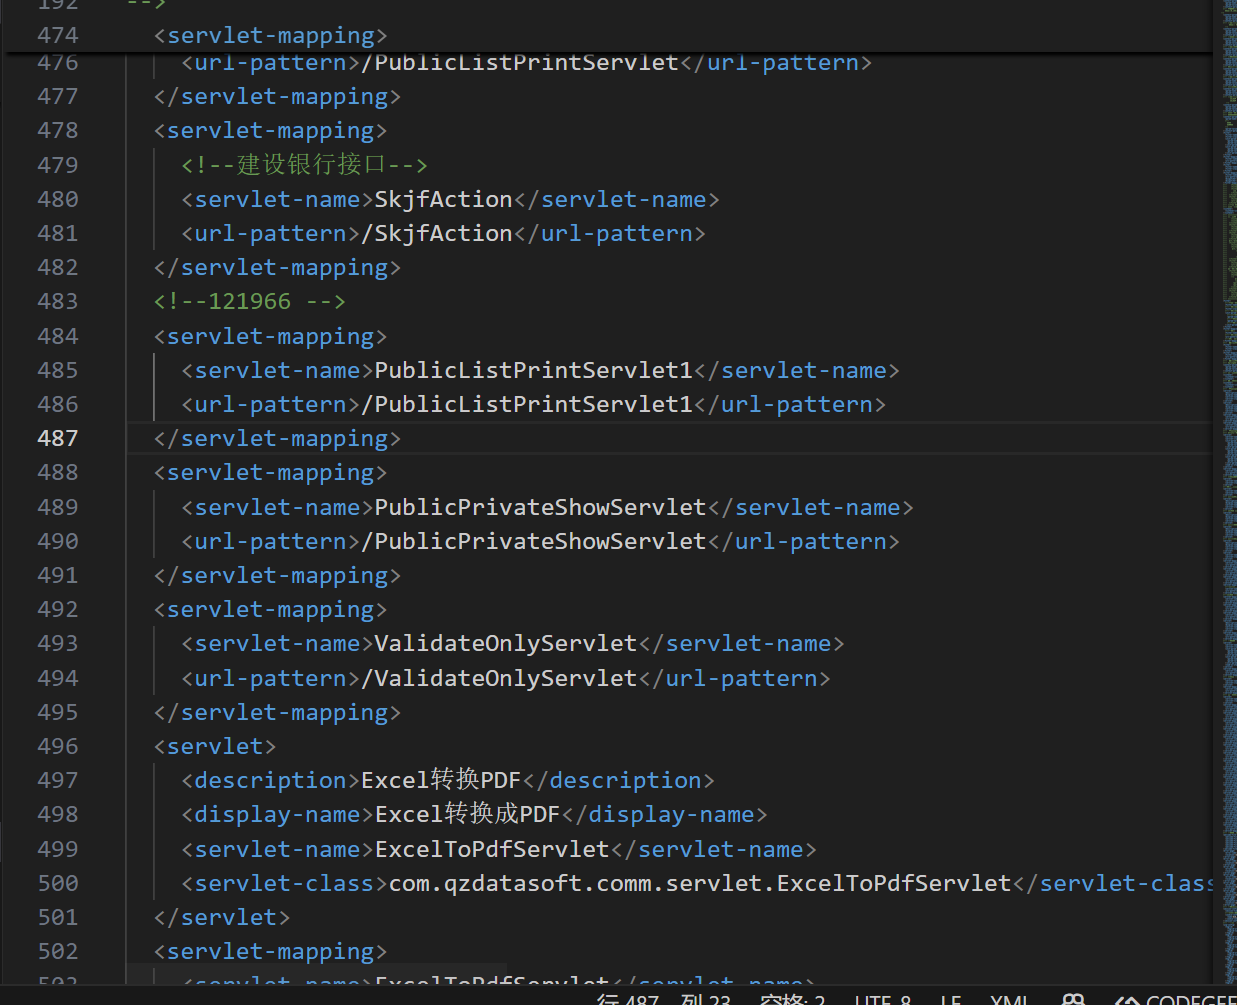 192 -->
474 <servlet-mapping>
476 <url-pattern>/PublicListPrintServlet</url-pattern>
477 </servlet-mapping>
478 <servlet-mapping>
479 <!--建设银行接口-->
480 <servlet-name>SkjfAction</servlet-name>
481 <url-pattern>/SkjfAction</url-pattern>
482 </servlet-mapping>
483 <!--121966 -->
484 <servlet-mapping>
485 <servlet-name>PublicListPrintServlet1</servlet-name>
486 <url-pattern>/PublicListPrintServlet1</url-pattern>
487 </servlet-mapping>
488 <servlet-mapping>
489 <servlet-name>PublicPrivateShowServlet</servlet-name>
490 <url-pattern>/PublicPrivateShowServlet</url-pattern>
491 </servlet-mapping>
492 <servlet-mapping>
493 <servlet-name>ValidateOnlyServlet</servlet-name>
494 <url-pattern>/ValidateOnlyServlet</url-pattern>
495 </servlet-mapping>
496 <servlet>
497 <description>Excel转换PDF</description>
498 <display-name>Excel转换成PDF</display-name>
499 <servlet-name>ExcelToPdfServlet</servlet-name>
500 <servlet-class>com.qzdatasoft.comm.servlet.ExcelToPdfServlet</servlet-class
501 </servlet>
502 <servlet-mapping>
503 <servlet-name>ExcelToPdfServlet</servlet-name>
行 487, 列 23 空格: 2 UTF-8 LF XML CODEGEE